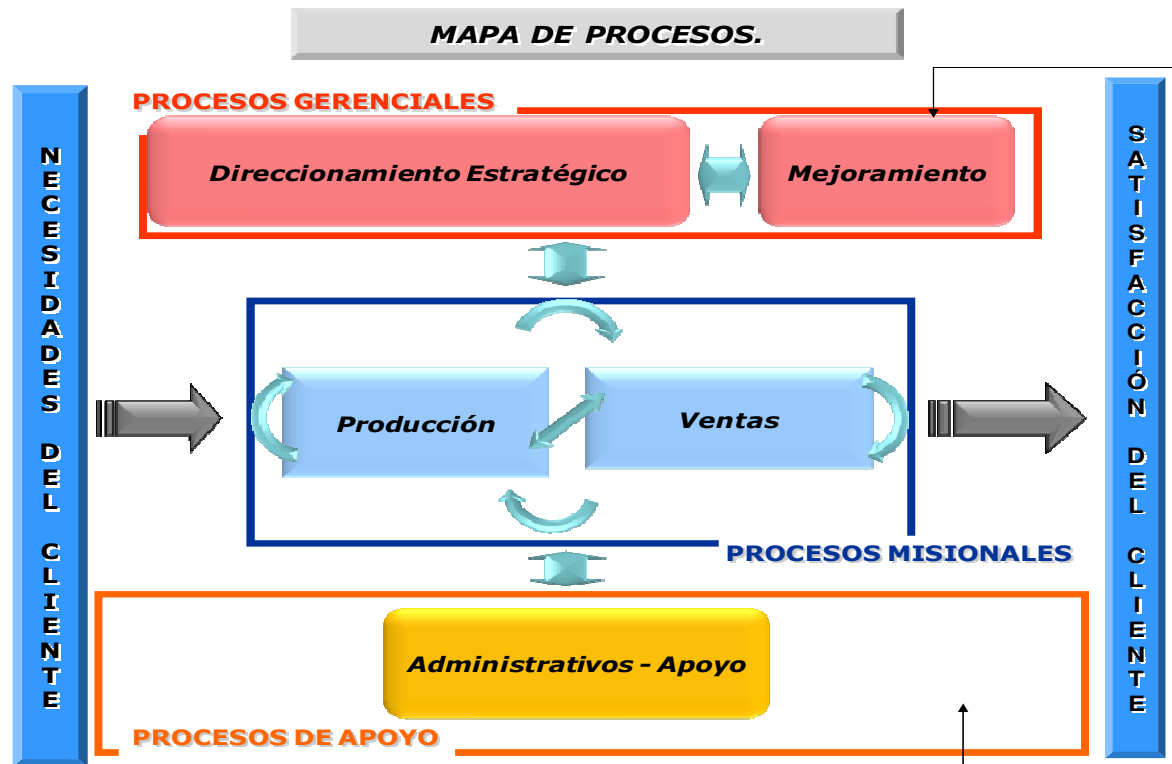 MAPA DE PROCESOS.
PROCESOS GERENCIALES
Direccionamiento Estratégico
Mejoramiento
NECESIDADES DEL CLIENTE
Producción
Ventas
SATISFACCIÓN DEL CLIENTE
PROCESOS MISIONALES
Administrativos - Apoyo
PROCESOS DE APOYO